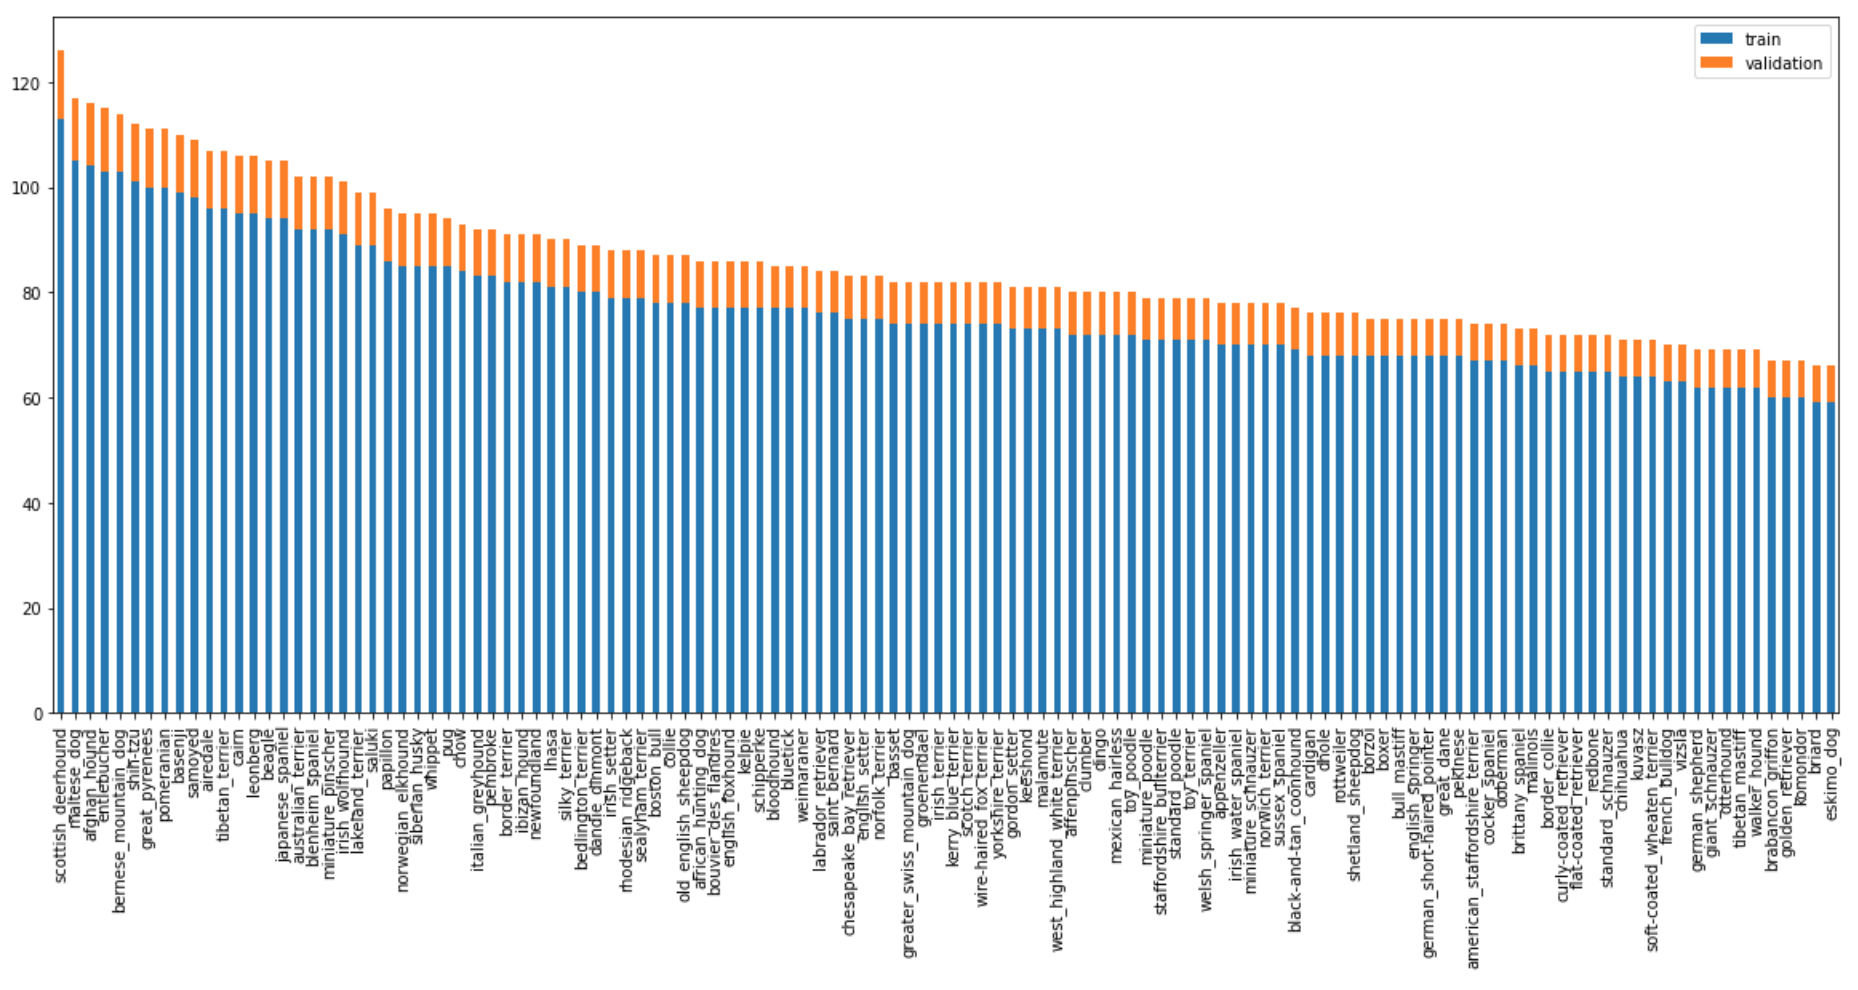 train
validation
120
100
80
60
40
20
0
scottish_deerhound
maltese_dog
afghan_hound
entlebucher
bernese_mountain_dog
shih-tzu
great_pyrenees
pomeranian
basenji
samoyed
airedale
tibetan_terrier
cairn
leonberg
beagle
japanese_spaniel
australian_terrier
blenheim_spaniel
miniature_pinscher
irish_wolfhound
lakeland_terrier
saluki
papillon
norwegian_elkhound
siberian_husky
whippet
pug
chow
italian_greyhound
pembroke
border_terrier
ibizan_hound
newfoundland
lhasa
silky_terrier
bedlington_terrier
dandie_dinmont
irish_setter
rhodesian_ridgeback
sealyham_terrier
boston_bull
collie
old_english_sheepdog
african_hunting_dog
bouvier_des_flandres
english_foxhound
kelpie
schipperke
bloodhound
bluetick
weimaraner
labrador_retriever
saint_bernard
chesapeake_bay_retriever
english_setter
norfolk_terrier
basset
greater_swiss_mountain_dog
groenendael
irish_terrier
kerry_blue_terrier
scotch_terrier
wire-haired_fox_terrier
yorkshire_terrier
gordon_setter
keeshond
malamute
west_highland_white_terrier
affenpinscher
clumber
dingo
mexican_hairless
toy_poodle
miniature_poodle
staffordshire_bullterrier
standard_poodle
toy_terrier
welsh_springer_spaniel
appenzeller
irish_water_spaniel
miniature_schnauzer
norwich_terrier
sussex_spaniel
black-and-tan_coonhound
cardigan
dhole
rottweiler
shetland_sheepdog
borzoi
boxer
bull_mastiff
english_springer
german_short-haired_pointer
great_dane
pekinese
american_staffordshire_terrier
cocker_spaniel
doberman
brittany_spaniel
malinois
border_collie
curly-coated_retriever
flat-coated_retriever
redbone
standard_schnauzer
chihuahua
kuvasz
soft-coated_wheaten_terrier
french_bulldog
vizsla
german_shepherd
giant_schnauzer
otterhound
tibetan_mastiff
walker_hound
brabancon_griffon
golden_retriever
komondor
briard
eskimo_dog